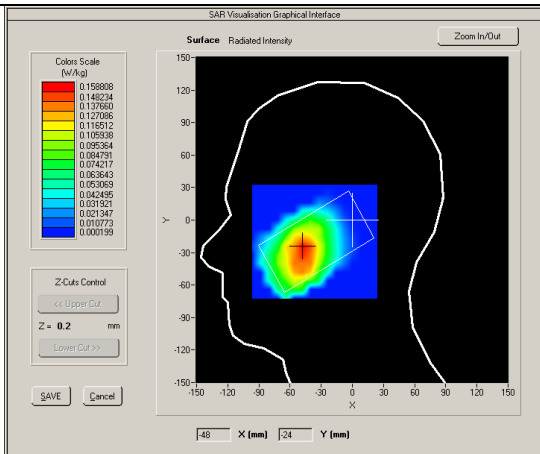 SAR Visualisation Graphical Interface
Surface Radiated Intensity
Zoom In/Out
Colors Scale
(W/kg)
0.158808
0.148234
0.137660
0.127086
0.116512
0.105938
0.095364
0.084791
0.074217
0.063643
0.053069
0.042495
0.031921
0.021347
0.010773
0.000199
Z-Cuts Control
<< Upper Cut
Z = 0.2 mm
Lower Cut >>
SAVE Cancel
150
120
90
60
30
0
-30
-60
-90
-120
-150
Y
-150 -120 -90 -60 -30 0 30 60 90 120 150
X
-48 X (mm) -24 Y (mm)